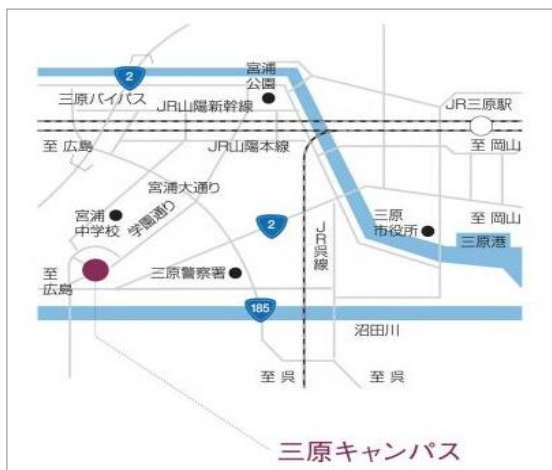 宮浦
公園
2
三原バイパス
JR山陽新幹線
JR三原駅
至 広島
JR山陽本線
至 岡山
宮浦大通り
宮浦
中学校
学園通り
2
JR呉線
三原
市役所
至 岡山
三原港
至
広島
三原警察署
185
沼田川
至 呉
至 呉
三原キャンパス